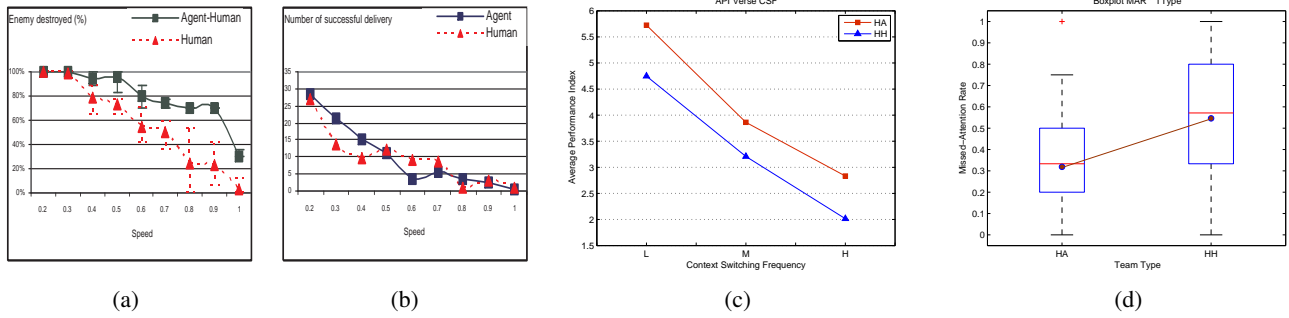 Enemy destroyed (%)
Agent-Human
Human
100%
80%
60%
40%
20%
0%
0.2 0.3 0.4 0.5 0.6 0.7 0.8 0.9 1
Speed
(a)
Number of successful delivery
Agent
Human
35
30
25
20
15
10
5
0
0.2 0.3 0.4 0.5 0.6 0.7 0.8 0.9 1
Speed
(b)
API Verse CSF
HA
HH
6
5.5
5
4.5
4
3.5
3
2.5
2
1.5
Average Performance Index
L M H
Context Switching Frequency
(c)
Boxplot MAR
1
0.9
0.8
0.7
0.6
0.5
0.4
0.3
0.2
0.1
0
Missed−Attention Rate
HA HH
Team Type
(d)